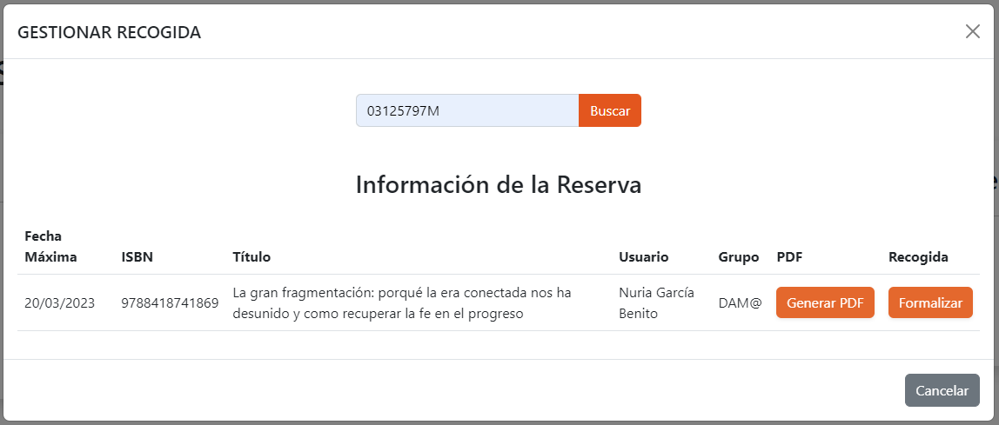 GESTIONAR RECOGIDA
03125797M Buscar
Información de la Reserva
Fecha
Máxima ISBN Título Usuario Grupo PDF Recogida
20/03/2023 9788418741869 La gran fragmentación: porqué la era conectada nos ha
desunido y como recuperar la fe en el progreso Nuria García
Benito DAM@ Generar PDF Formalizar
Cancelar